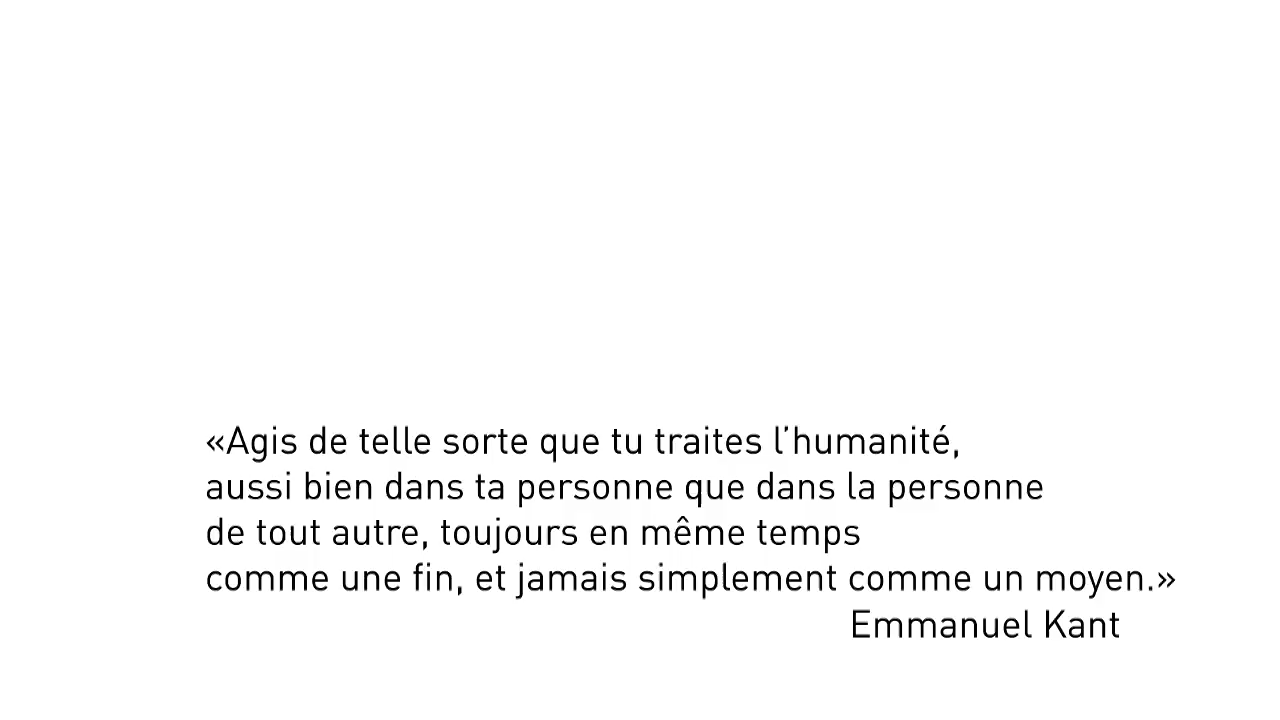 «Agis de telle sorte que tu traites l’humanité,
aussi bien dans ta personne que dans la personne
de tout autre, toujours en même temps
comme une fin, et jamais simplement comme un moyen.»
Emmanuel Kant